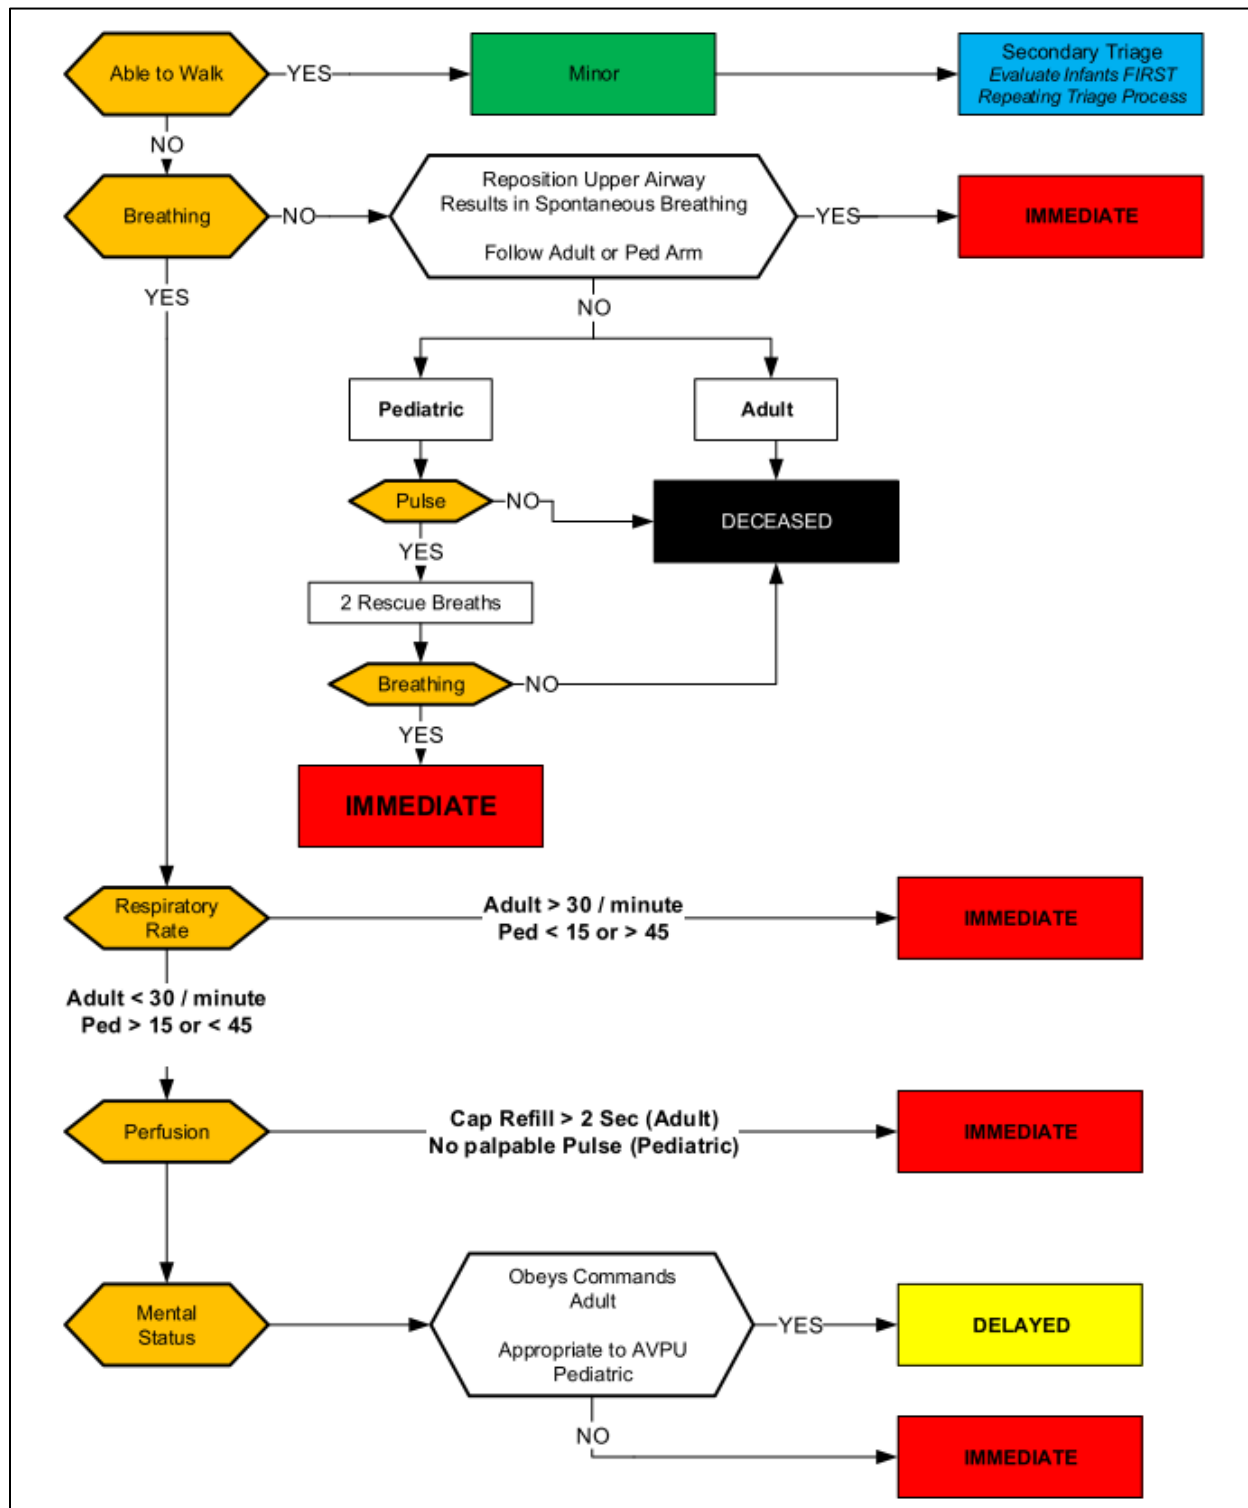 Able to Walk
YES
Minor
Secondary Triage
Evaluate Infants FIRST
Repeating Triage Process
NO
Breathing
NO
Reposition Upper Airway
Results in Spontaneous Breathing
Follow Adult or Ped Arm
YES
IMMEDIATE
YES
NO
Pediatric
Adult
Pulse
NO
DECEASED
YES
2 Rescue Breaths
Breathing
NO
YES
IMMEDIATE
Respiratory
Rate
Adult > 30 / minute
Ped < 15 or > 45
IMMEDIATE
Adult < 30 / minute
Ped > 15 or < 45
Perfusion
Cap Refill > 2 Sec (Adult)
No palpable Pulse (Pediatric)
IMMEDIATE
Mental
Status
Obeys Commands
Adult
Appropriate to AVPU
Pediatric
YES
DELAYED
NO
IMMEDIATE